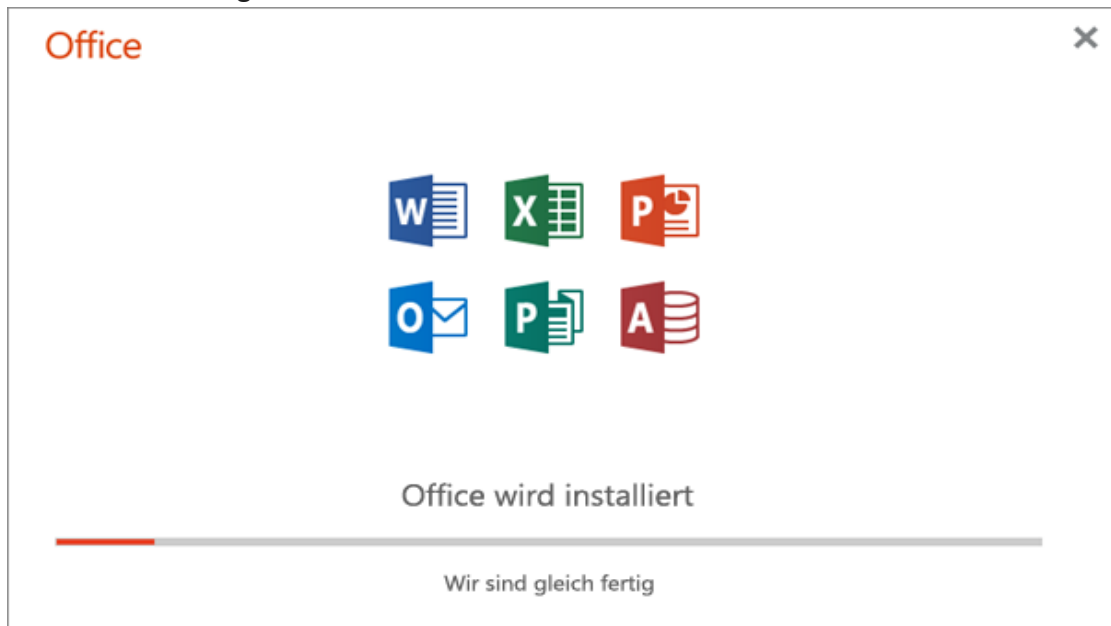 Office
W X P
O P A
Office wird installiert
Wir sind gleich fertig